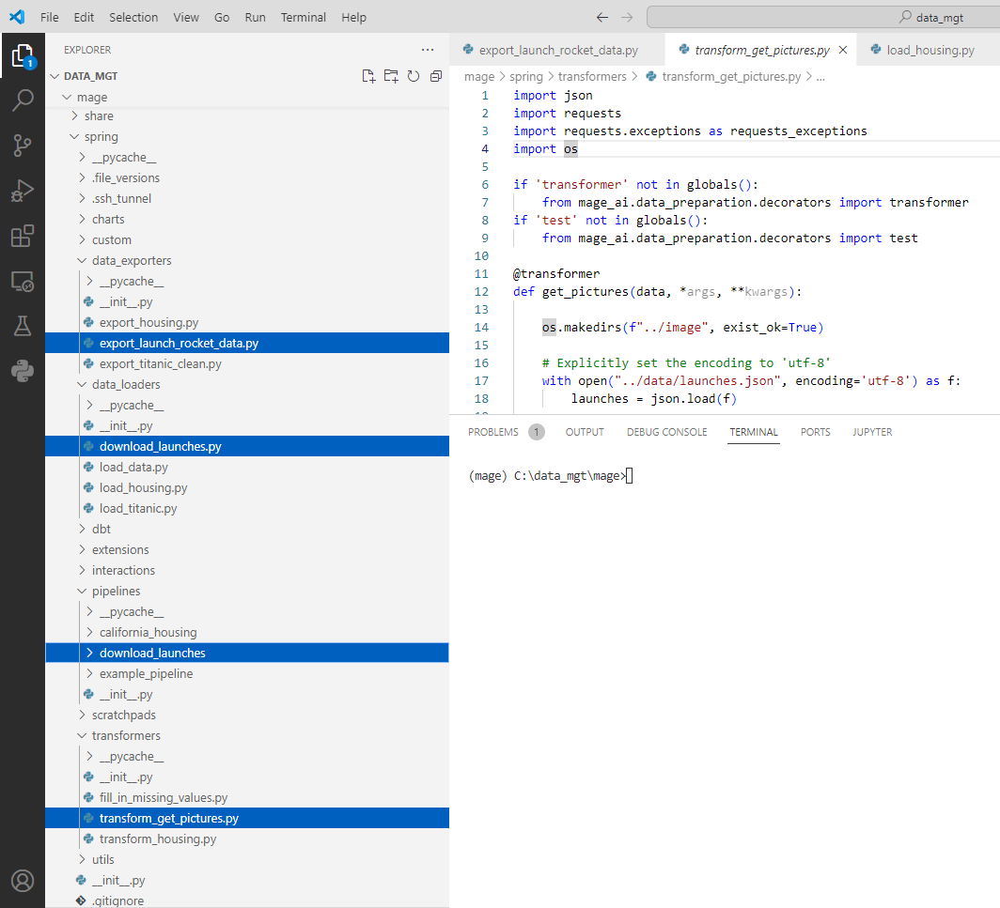 File Edit Selection View Go Run Terminal Help
data_mgt
EXPLORER
DATA_MGT
mage
share
spring
__pycache__
.file_versions
.ssh_tunnel
charts
custom
data_exporters
__pycache__
__init__.py
export_housing.py
export_launch_rocket_data.py
export_titanic_clean.py
data_loaders
__pycache__
__init__.py
download_launches.py
load_data.py
load_housing.py
load_titanic.py
dbt
extensions
interactions
pipelines
__pycache__
california_housing
download_launches
example_pipeline
__init__.py
scratchpads
transformers
__pycache__
__init__.py
fill_in_missing_values.py
transform_get_pictures.py
transform_housing.py
utils
__init__.py
.gitignore
1
export_launch_rocket_data.py transform_get_pictures.py load_housing.py
mage > spring > transformers > transform_get_pictures.py > ...
1 import json
2 import requests
3 import requests.exceptions as requests_exceptions
4 import os
5
6 if 'transformer' not in globals():
7 from mage_ai.data_preparation.decorators import transformer
8 if 'test' not in globals():
9 from mage_ai.data_preparation.decorators import test
10
11 @transformer
12 def get_pictures(data, *args, **kwargs):
13
14 os.makedirs(f"../image", exist_ok=True)
15
16 # Explicitly set the encoding to 'utf-8'
17 with open("../data/launches.json", encoding='utf-8') as f:
18 launches = json.load(f)
PROBLEMS 1 OUTPUT DEBUG CONSOLE TERMINAL PORTS JUPYTER
(mage) C:\data_mgt\mage>